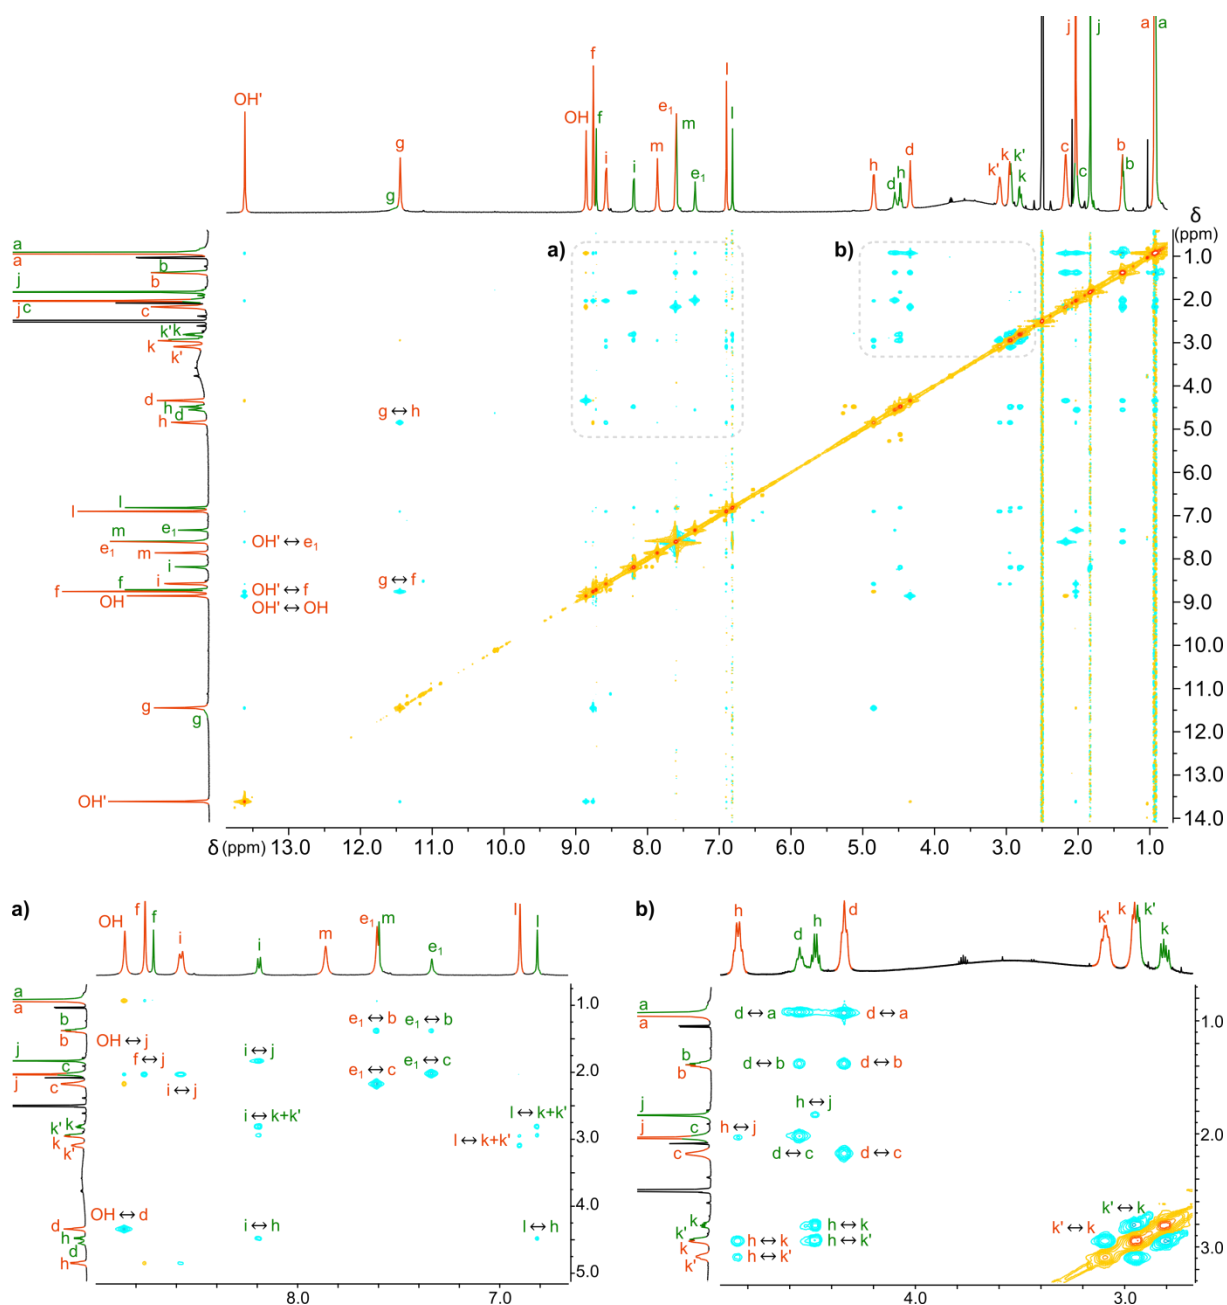 j j a a
f
OH'
OH
e₁
m
l
l
f
g
i
m
h
d
k
k'
k'
k
c
b
b
c
g
i
e₁
d
h
δ
(ppm)
a
a
b
j
b
j c
c
k' k
k
k'
d
h
d
h
l
l
m
e₁
e₁
m
i
f
i
f
OH
g
g
OH'
a)
b)
g ↔ h
OH' ↔ e₁
g ↔ f
OH' ↔ f
OH' ↔ OH
1.0
2.0
3.0
4.0
5.0
6.0
7.0
8.0
9.0
10.0
11.0
12.0
13.0
14.0
δ (ppm) 13.0 12.0 11.0 10.0 9.0 8.0 7.0 6.0 5.0 4.0 3.0 2.0 1.0
a)
OH
f
f
i
i
m
e₁
m
e₁
l
l
a
a
b
b
j
c
j
c
k' k
k
k'
d
h
d
h
e₁ ↔ b
e₁ ↔ b
OH ↔ j
f ↔ j
i ↔ j
i ↔ j
e₁ ↔ c
e₁ ↔ c
i ↔ k+k'
l ↔ k+k'
l ↔ k+k'
OH ↔ d
i ↔ h
l ↔ h
1.0
2.0
3.0
4.0
5.0
8.0 7.0
b)
h
d
h
d
k'
k
k'
k
a
a
b
b
j
j
c
c
k
k'
k
k'
d ↔ a
d ↔ a
d ↔ b
d ↔ b
h ↔ j
h ↔ j
d ↔ c
d ↔ c
k' ↔ k
k' ↔ k
h ↔ k
h ↔ k'
h ↔ k
h ↔ k'
1.0
2.0
3.0
4.0 3.0